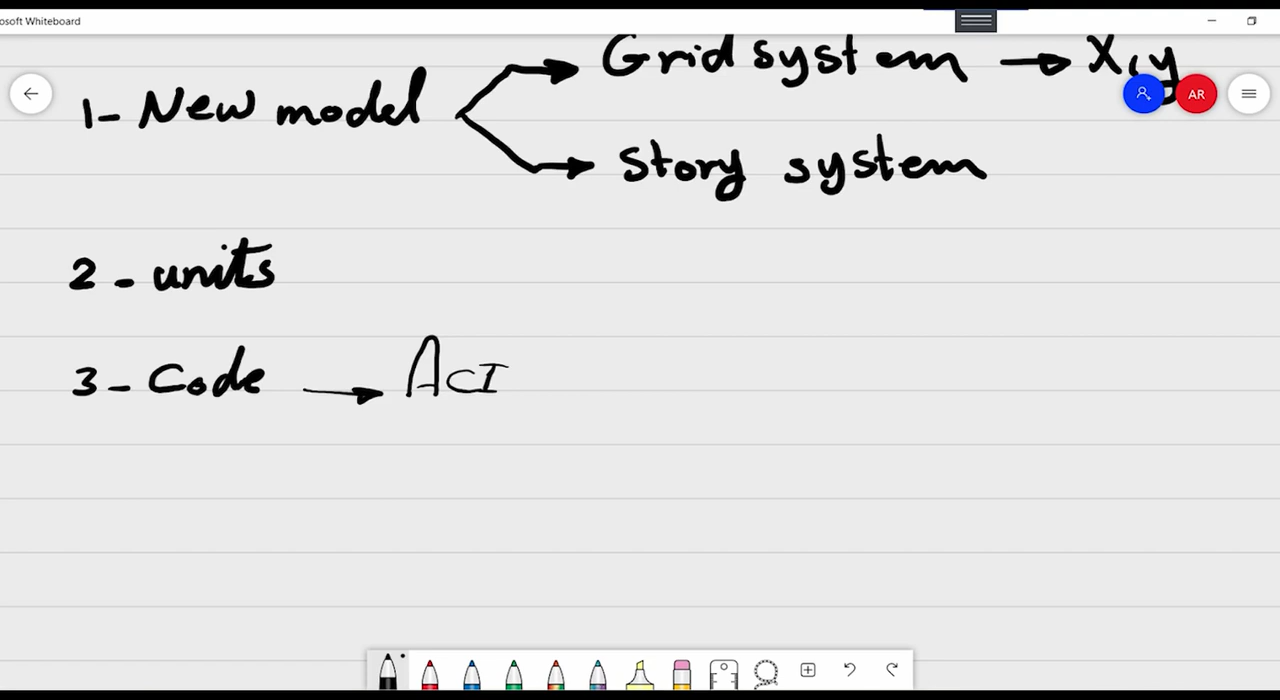 osoft Whiteboard
Grid system → X,y
1- New model
Story system
AR
2 - units
3 - Code → ACI